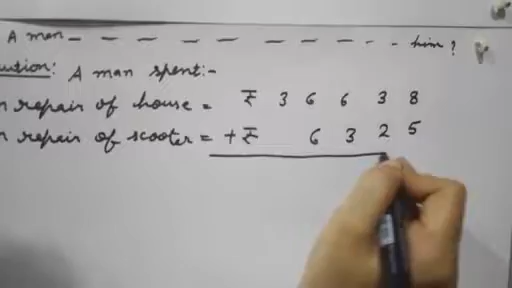 A man — — — — — — — - - - him ?
ution: A man spent:-
n repair of house = ₹ 3 6 6 3 8
n repair of scooter = + ₹ 6 3 2 5